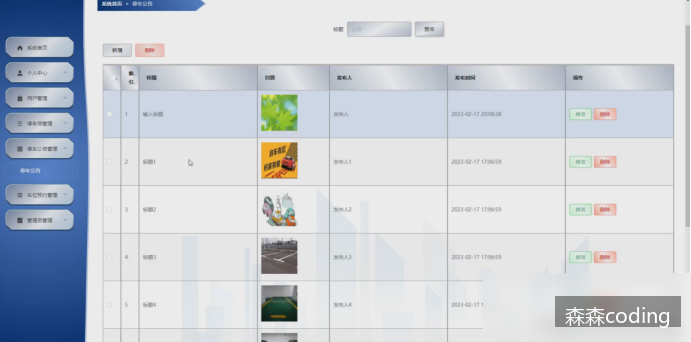 系统首页 > 停车公告
标题 标题 查询
系统首页
新增 删除
个人中心
索引 标题 封面 发布人 发布时间 操作
用户管理
停车场管理
1 输入标题 发布人 2023-02-17 20:08:28 修改 删除
停车公告管理
2 标题1 发布人1 2023-02-17 17:06:59 修改 删除
停车公告
车位预约管理
3 标题2 发布人2 2023-02-17 17:06:59 修改 删除
管理员管理
4 标题3 发布人3 2023-02-17 17:06:59 修改 删除
5 标题4 发布人4 2023-02-17 1
森森coding